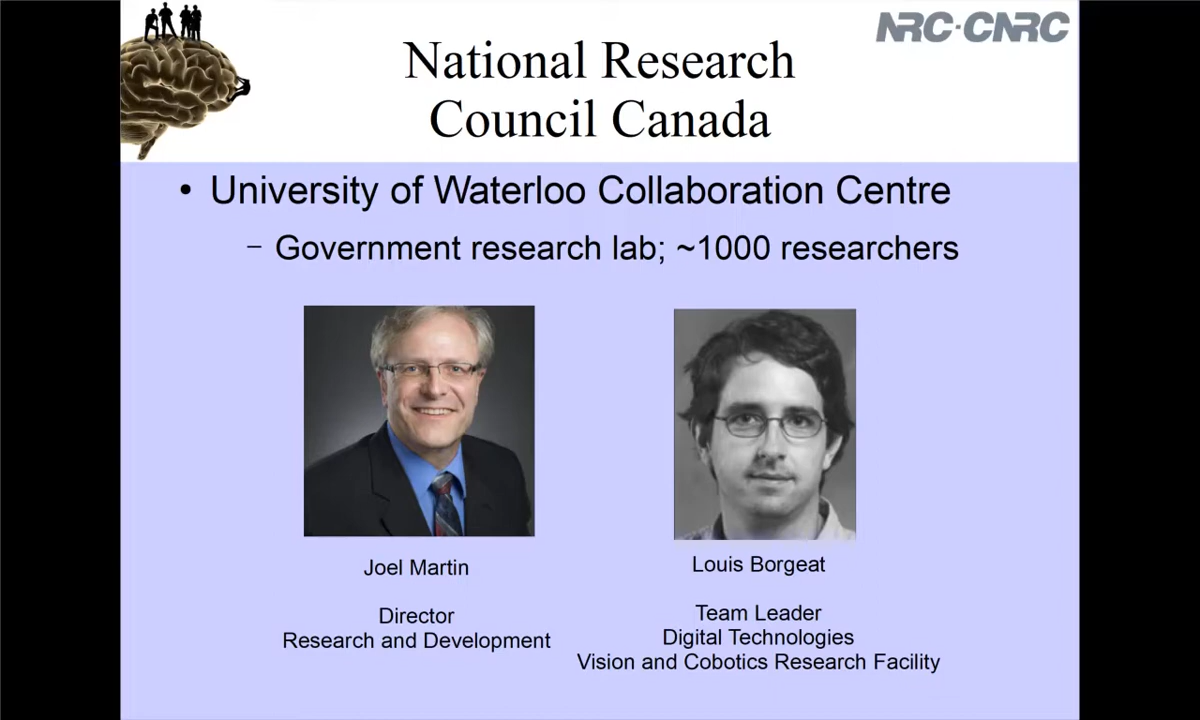 NRC·CNRC
National Research
Council Canada
• University of Waterloo Collaboration Centre
– Government research lab; ~1000 researchers
Joel Martin
Director
Research and Development
Louis Borgeat
Team Leader
Digital Technologies
Vision and Cobotics Research Facility